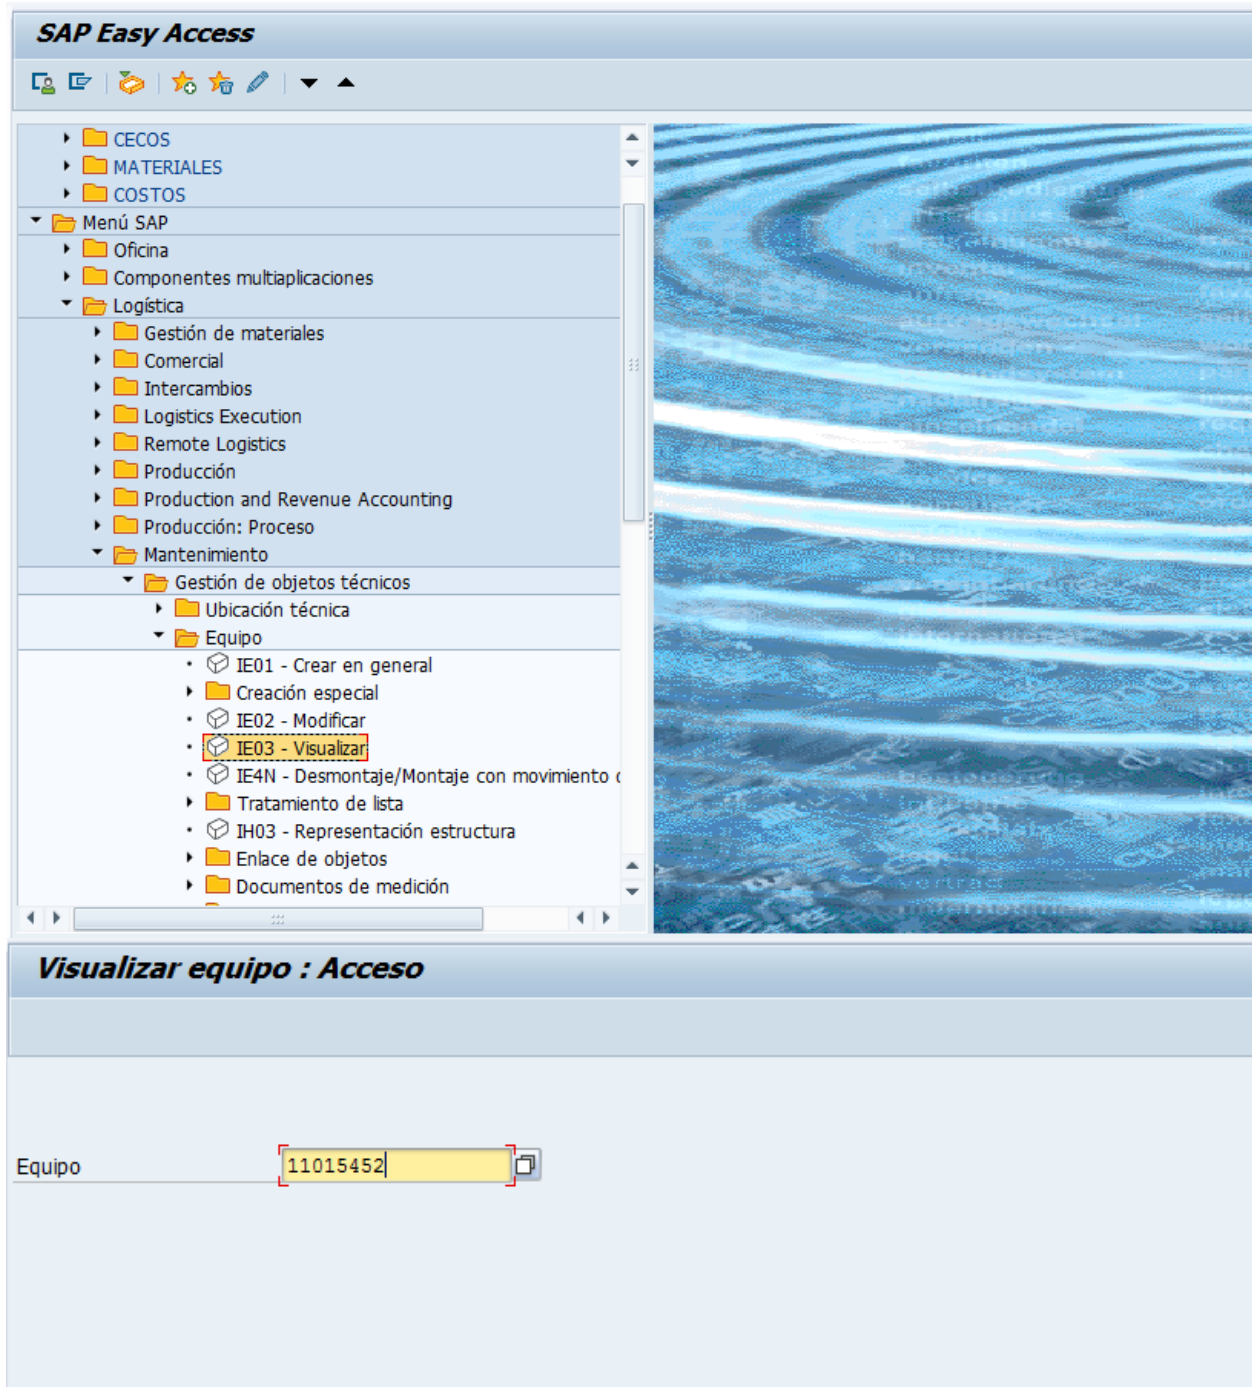 SAP Easy Access
CECOS
MATERIALES
COSTOS
Menú SAP
Oficina
Componentes multiaplicaciones
Logística
Gestión de materiales
Comercial
Intercambios
Logistics Execution
Remote Logistics
Producción
Production and Revenue Accounting
Producción: Proceso
Mantenimiento
Gestión de objetos técnicos
Ubicación técnica
Equipo
IE01 - Crear en general
Creación especial
IE02 - Modificar
IE03 - Visualizar
IE4N - Desmontaje/Montaje con movimiento
Tratamiento de lista
IH03 - Representación estructura
Enlace de objetos
Documentos de medición
Visualizar equipo : Acceso
Equipo 11015452